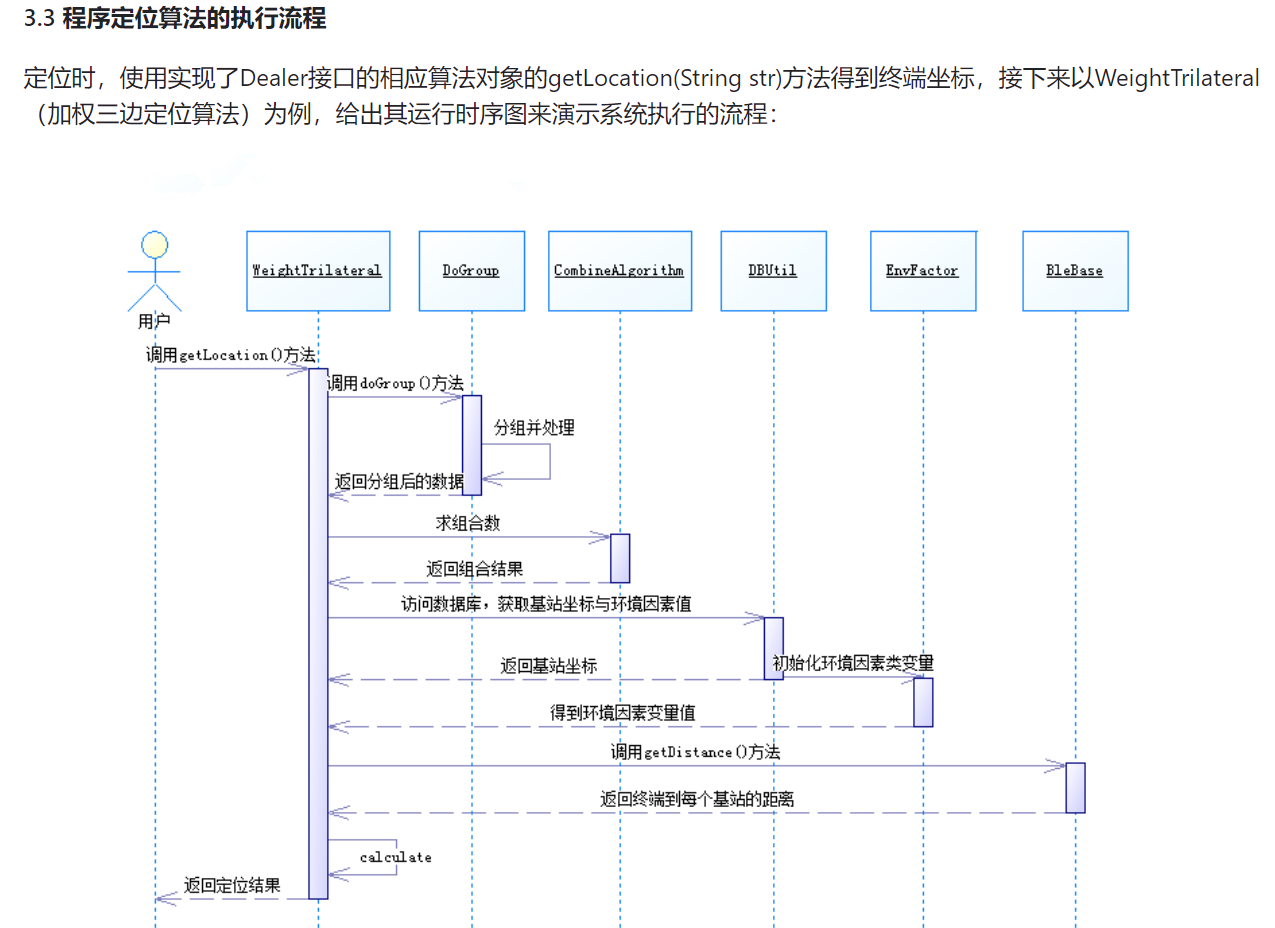 3.3 程序定位算法的执行流程
定位时，使用实现了Dealer接口的相应算法对象的getLocation(String str)方法得到终端坐标，接下来以WeightTrilateral
（加权三边定位算法）为例，给出其运行时序图来演示系统执行的流程：
WeightTrilateral
DoGroup
CombineAlgorithm
DBUtil
EnvFactor
BleBase
用户
调用getLocation()方法
调用doGroup()方法
分组并处理
返回分组后的数据
求组合数
返回组合结果
访问数据库，获取基站坐标与环境因素值
初始化环境因素类变量
返回基站坐标
得到环境因素变量值
调用getDistance()方法
返回终端到每个基站的距离
calculate
返回定位结果